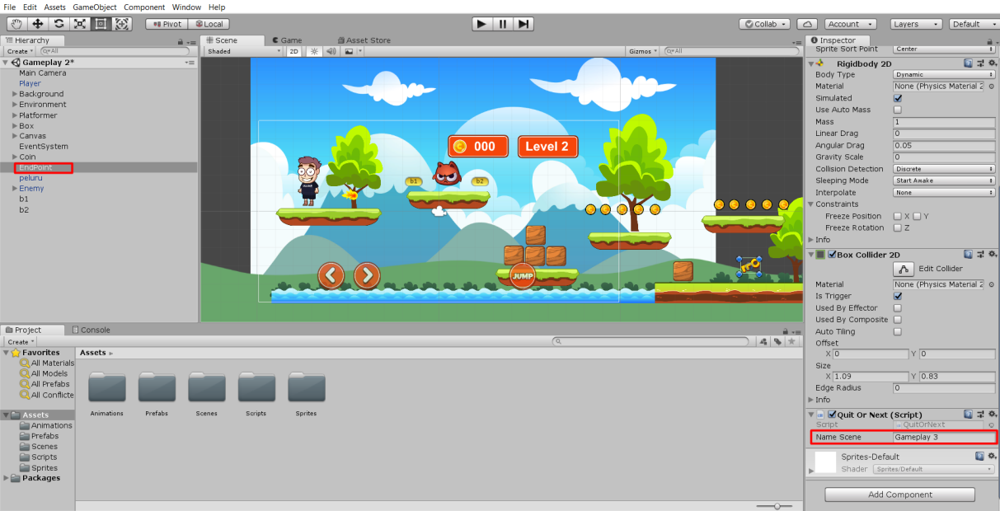 File Edit Assets GameObject Component Window Help
Pivot Local Collab Account Layers Default
Hierarchy
Create All
Gameplay 2*
Main Camera
Player
Background
Environment
Platformer
Box
Canvas
EventSystem
Coin
EndPoint
peluru
Enemy
b1
b2
Scene Game Asset Store
Shaded 2D Gizmos All
000 Level 2
b1 b2
JUMP
Inspector
Sprite Sort Point Center
Rigidbody 2D
Body Type Dynamic
Material None (Physics Material 2
Simulated
Use Auto Mass
Mass 1
Linear Drag 0
Angular Drag 0.05
Gravity Scale 0
Collision Detection Discrete
Sleeping Mode Start Awake
Interpolate None
Constraints
Freeze Position X Y
Freeze Rotation Z
Info
Box Collider 2D
Edit Collider
Material None (Physics Material 2
Is Trigger
Used By Effector
Used By Composite
Auto Tiling
Offset
X 0 Y 0
Size
X 1.09 Y 0.83
Edge Radius 0
Info
Quit Or Next (Script)
Script QuitOrNext
Name Scene Gameplay 3
Sprites-Default
Shader Sprites/Default
Add Component
Project Console
Create
Favorites
All Materials
All Models
All Prefabs
All Conflicte
Assets
Animations
Prefabs
Scenes
Scripts
Sprites
Packages
Assets
Animations Prefabs Scenes Scripts Sprites